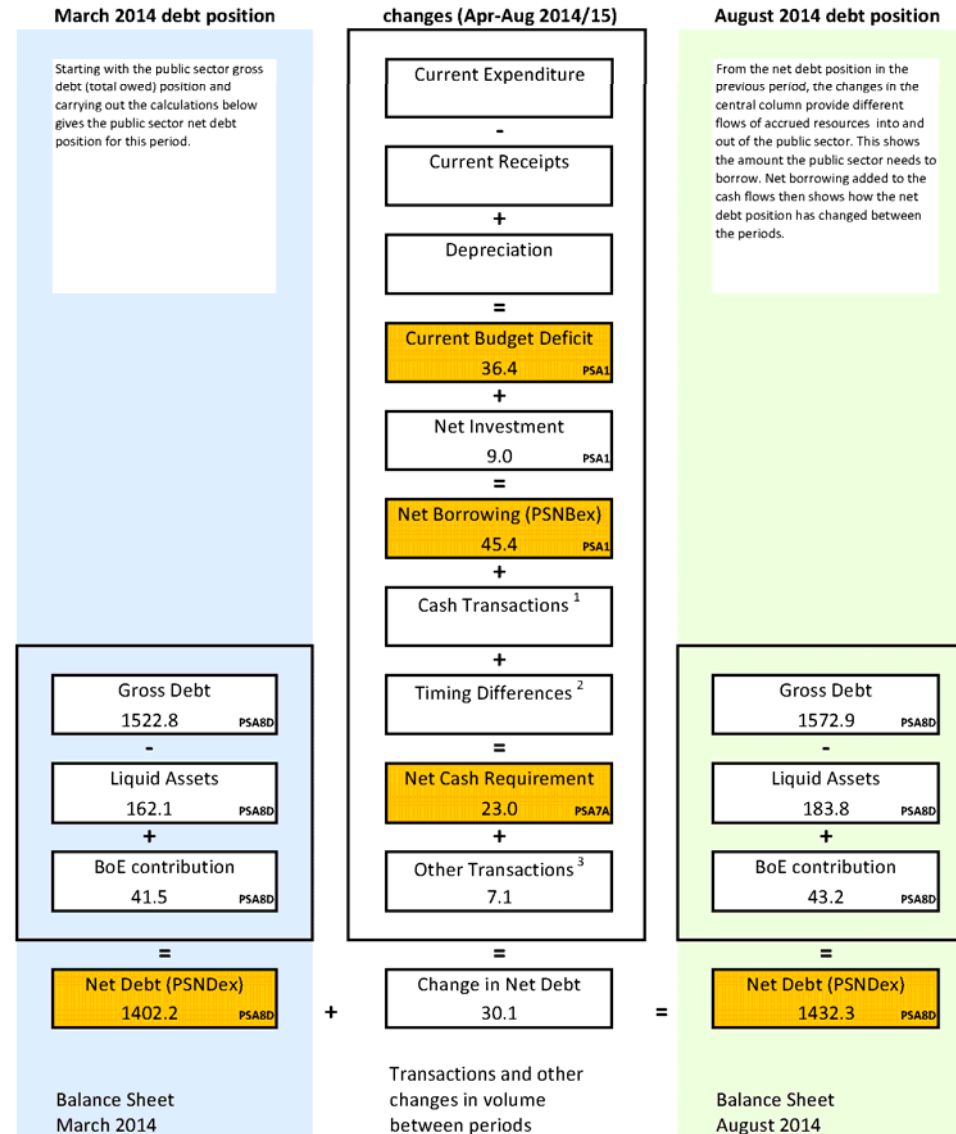 March 2014 debt position
changes (Apr-Aug 2014/15)
August 2014 debt position
Starting with the public sector gross
debt (total owed) position and
carrying out the calculations below
gives the public sector net debt
position for this period.
Current Expenditure
-
Current Receipts
+
Depreciation
=
Current Budget Deficit
36.4 PSA1
+
Net Investment
9.0 PSA1
=
Net Borrowing (PSNBex)
45.4 PSA1
+
Cash Transactions 1
+
Timing Differences 2
=
Net Cash Requirement
23.0 PSA7A
+
Other Transactions 3
7.1
=
Change in Net Debt
30.1
From the net debt position in the
previous period, the changes in the
central column provide different
flows of accrued resources into and
out of the public sector. This shows
the amount the public sector needs to
borrow. Net borrowing added to the
cash flows then shows how the net
debt position has changed between
the periods.
Gross Debt
1522.8 PSA8D
-
Liquid Assets
162.1 PSA8D
+
BoE contribution
41.5 PSA8D
=
Net Debt (PSNDex)
1402.2 PSA8D
+
=
Gross Debt
1572.9 PSA8D
-
Liquid Assets
183.8 PSA8D
+
BoE contribution
43.2 PSA8D
=
Net Debt (PSNDex)
1432.3 PSA8D
Balance Sheet
March 2014
Transactions and other
changes in volume
between periods
Balance Sheet
August 2014